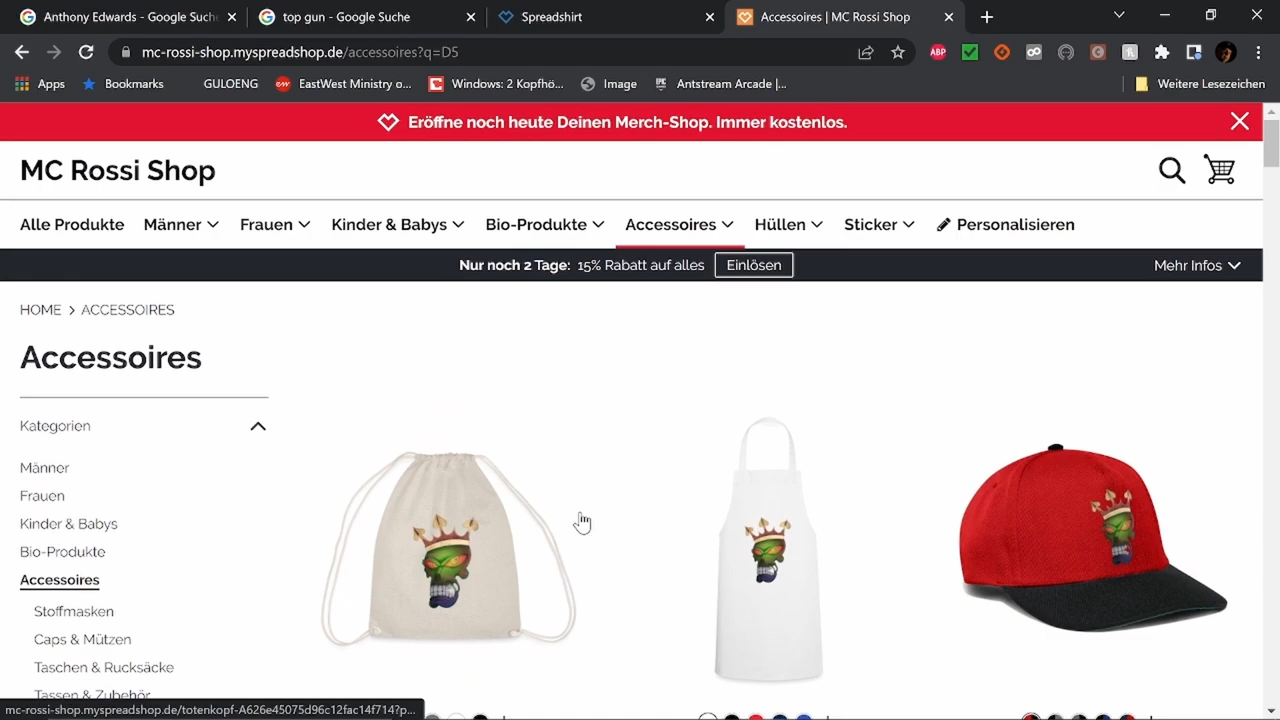 Anthony Edwards - Google Suche
top gun - Google Suche
Spreadshirt
Accessoires | MC Rossi Shop
mc-rossi-shop.myspreadshop.de/accessoires?q=D5
ABP
Apps
Bookmarks
GULOENG
EastWest Ministry o...
Windows: 2 Kopfhö...
Image
Antstream Arcade |...
Weitere Lesezeichen
Eröffne noch heute Deinen Merch-Shop. Immer kostenlos.
MC Rossi Shop
Alle Produkte
Männer
Frauen
Kinder & Babys
Bio-Produkte
Accessoires
Hüllen
Sticker
Personalisieren
Nur noch 2 Tage: 15% Rabatt auf alles
Einlösen
Mehr Infos
HOME > ACCESSOIRES
Accessoires
Kategorien
Männer
Frauen
Kinder & Babys
Bio-Produkte
Accessoires
Stoffmasken
Caps & Mützen
Taschen & Rucksäcke
Tassen & Zubehör
mc-rossi-shop.myspreadshop.de/totenkopf-A626e45075d96c12fac14f714?p...